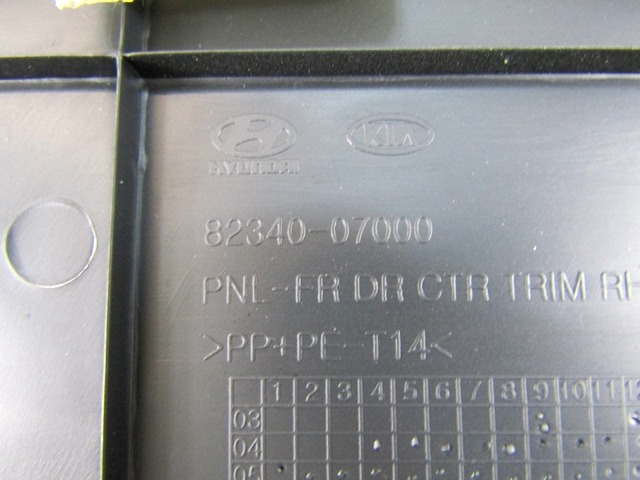 KIA
HYUNDAI
82340-07000
PNL-FR DR CTR TRIM RH
>PP+PE-T14<
1 2 3 4 5 6 7 8 9 10 11 12
03
04
05